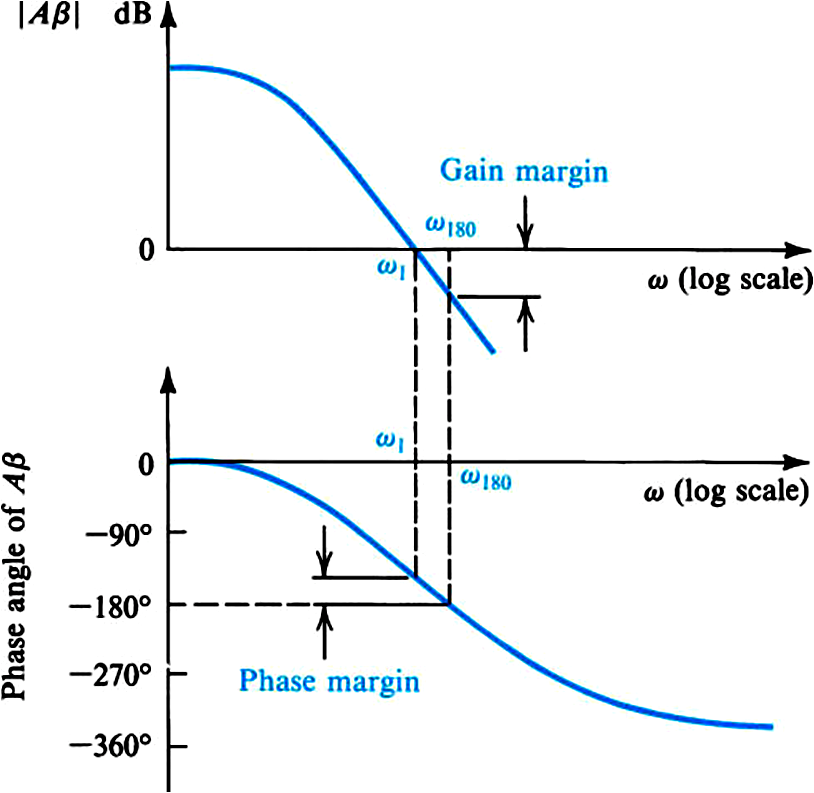 |Aβ| dB
Gain margin
ω₁₈₀
0
ω₁
ω (log scale)
Phase angle of Aβ
ω₁
0
ω₁₈₀
ω (log scale)
−90°
−180°
−270°
Phase margin
−360°